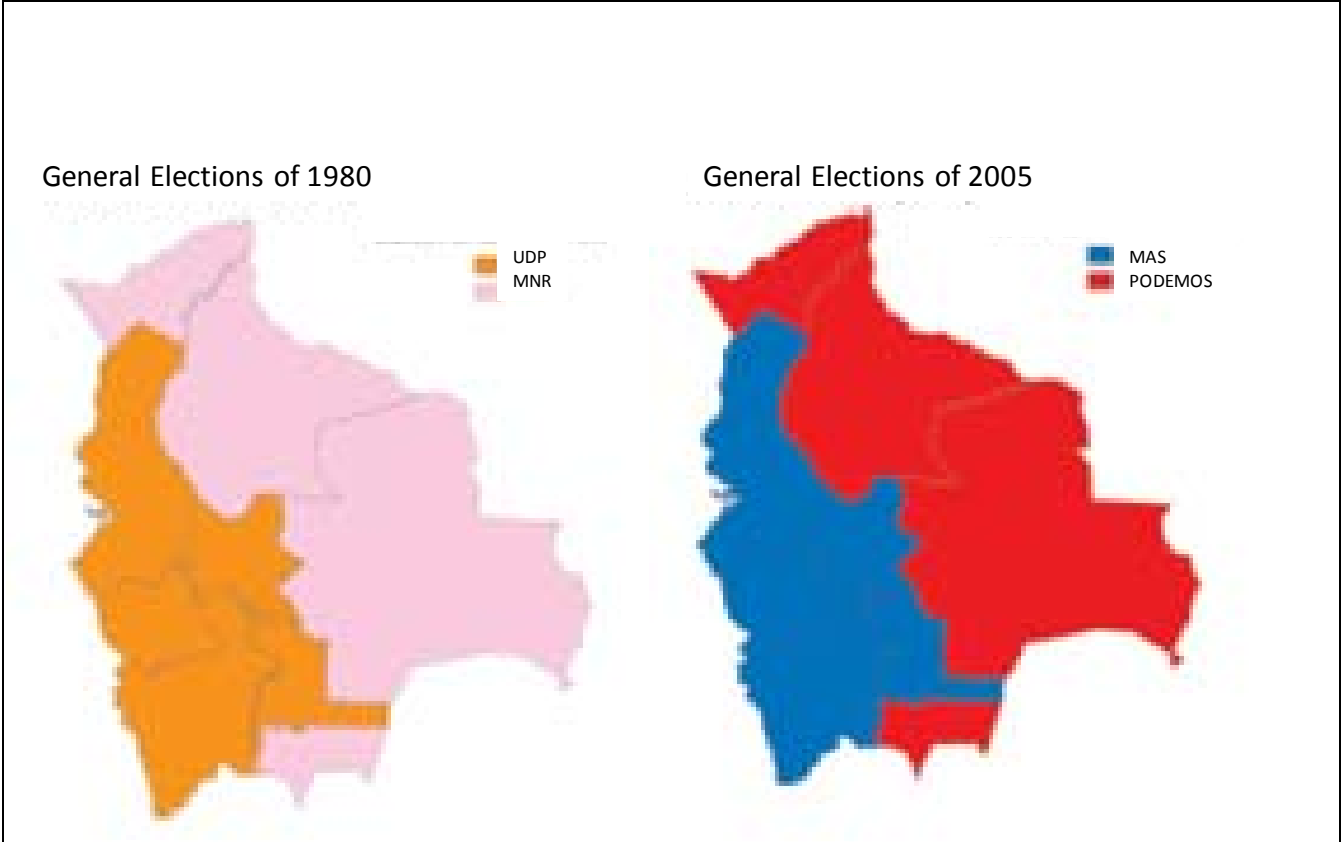 General Elections of 1980
UDP
MNR
General Elections of 2005
MAS
PODEMOS